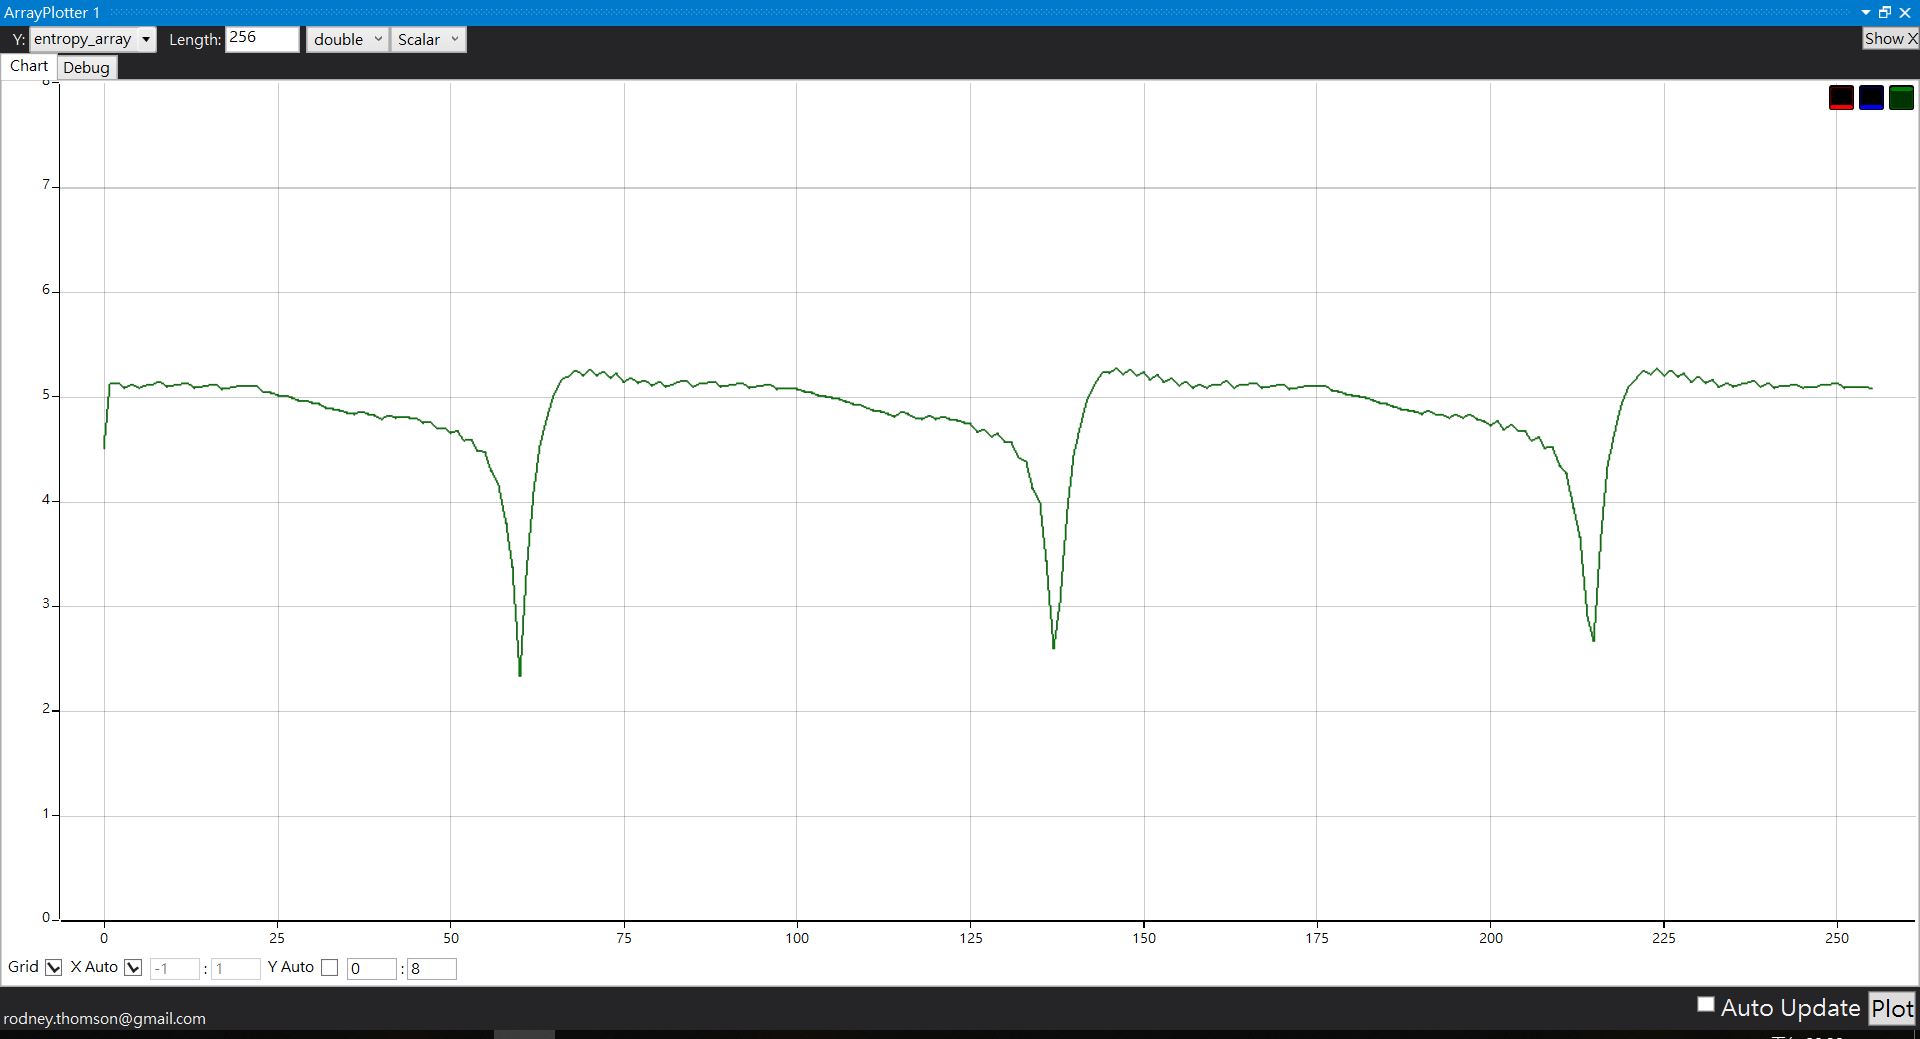 ArrayPlotter 1
Y: entropy_array Length: 256 double Scalar Show X
Chart Debug
8
7
6
5
4
3
2
1
0
0 25 50 75 100 125 150 175 200 225 250
Grid X Auto -1 : 1 Y Auto 0 : 8
Auto Update Plot
rodney.thomson@gmail.com